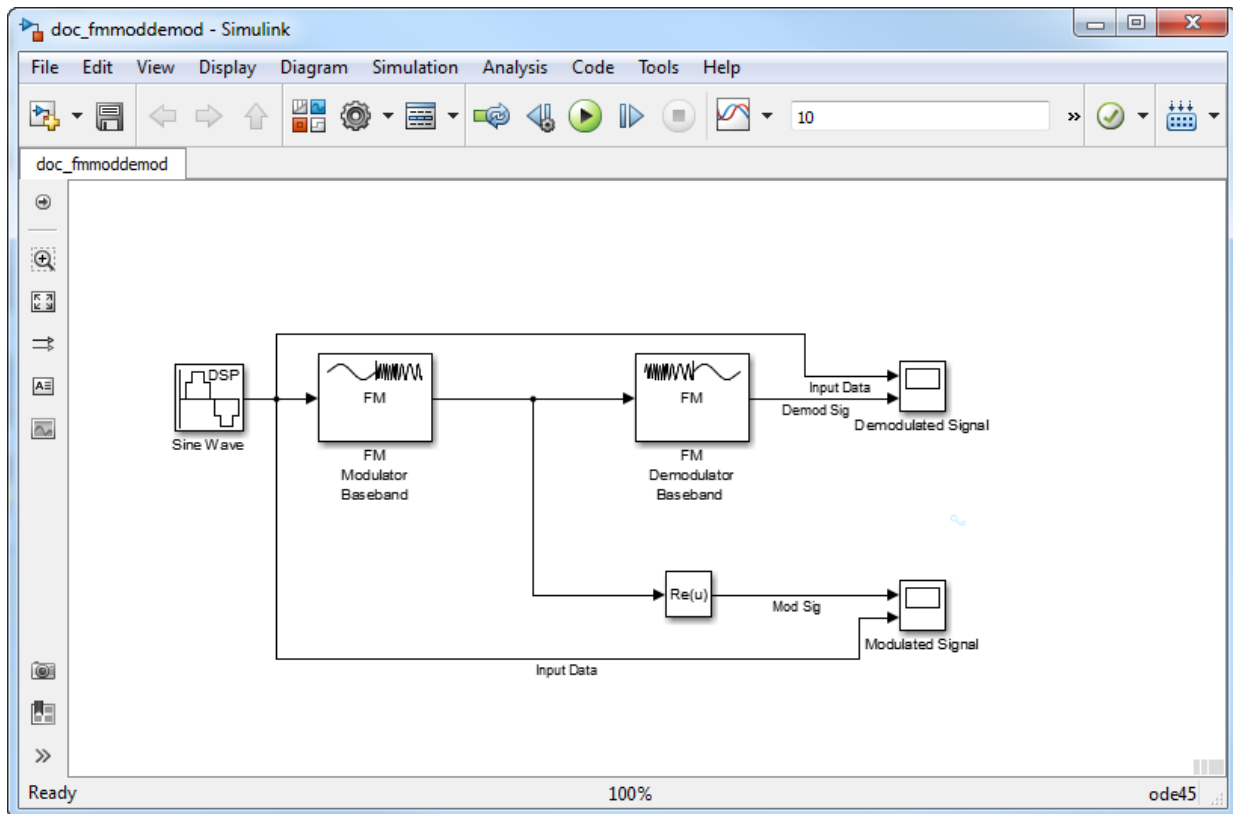 doc_fmmoddemod - Simulink
File Edit View Display Diagram Simulation Analysis Code Tools Help
10
doc_fmmoddemod
DSP
Sine Wave
FM
FM
Modulator
Baseband
FM
FM
Demodulator
Baseband
Input Data
Demod Sig
Demodulated Signal
Re(u)
Mod Sig
Modulated Signal
Input Data
Ready 100% ode45